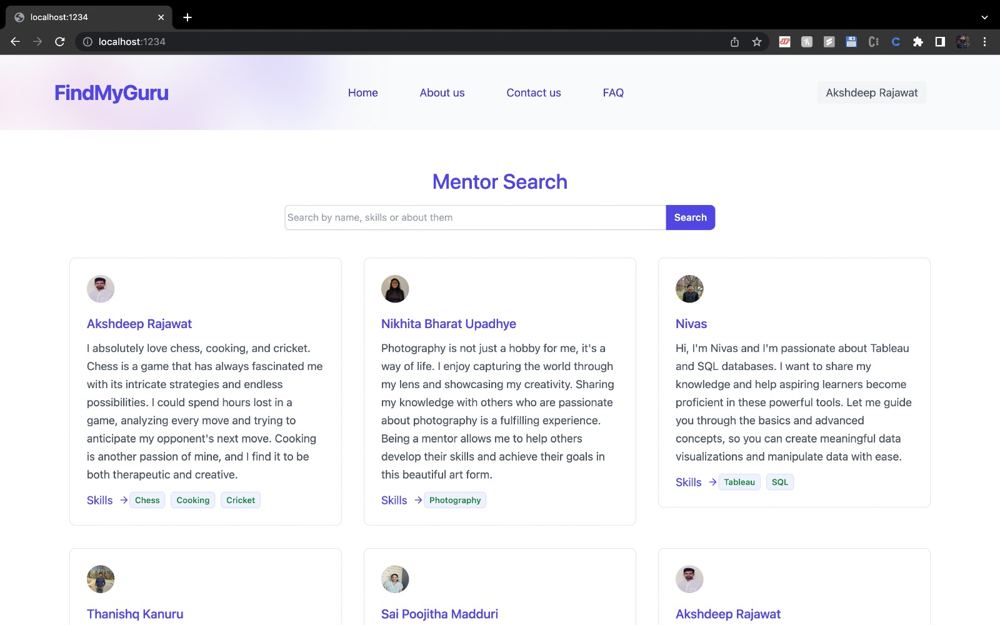 localhost:1234
localhost:1234
FindMyGuru
Home
About us
Contact us
FAQ
Akshdeep Rajawat
Mentor Search
Search by name, skills or about them
Search
Akshdeep Rajawat
I absolutely love chess, cooking, and cricket.
Chess is a game that has always fascinated me
with its intricate strategies and endless
possibilities. I could spend hours lost in a
game, analyzing every move and trying to
anticipate my opponent's next move. Cooking
is another passion of mine, and I find it to be
both therapeutic and creative.
Skills → Chess Cooking Cricket
Nikhita Bharat Upadhye
Photography is not just a hobby for me, it's a
way of life. I enjoy capturing the world through
my lens and showcasing my creativity. Sharing
my knowledge with others who are passionate
about photography is a fulfilling experience.
Being a mentor allows me to help others
develop their skills and achieve their goals in
this beautiful art form.
Skills → Photography
Nivas
Hi, I'm Nivas and I'm passionate about Tableau
and SQL databases. I want to share my
knowledge and help aspiring learners become
proficient in these powerful tools. Let me guide
you through the basics and advanced
concepts, so you can create meaningful data
visualizations and manipulate data with ease.
Skills → Tableau SQL
Thanishq Kanuru
Sai Poojitha Madduri
Akshdeep Rajawat